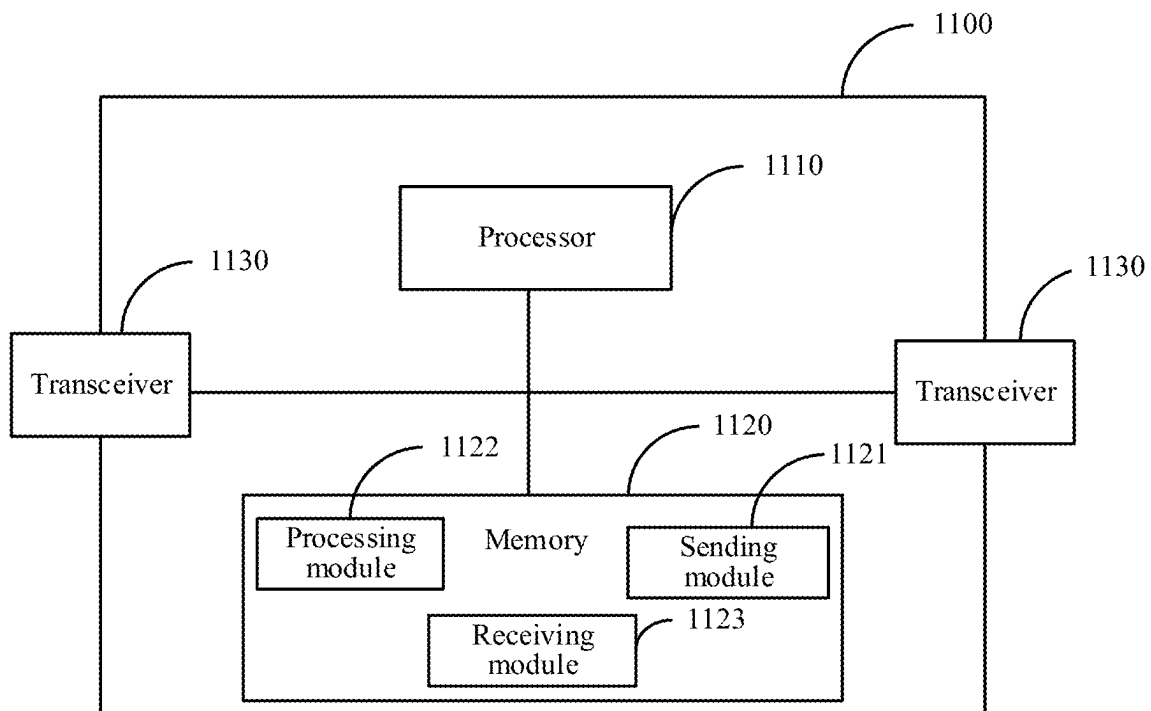 1100
1110
Processor
1130
1130
Transceiver
Transceiver
1122
1120
1121
Processing
module
Memory
Sending
module
1123
Receiving
module